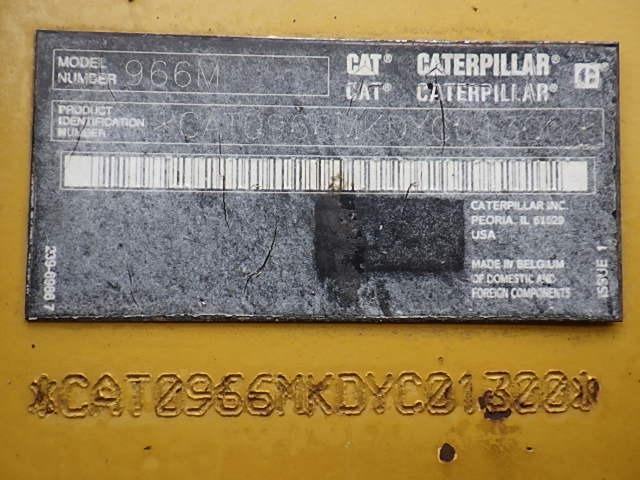 MODEL
NUMBER 966M
CAT® CATERPILLAR®
CAT® CATERPILLAR®
PRODUCT
IDENTIFICATION
NUMBER
CATERPILLAR INC.
PEORIA, IL 61629
USA
MADE IN BELGIUM
OF DOMESTIC AND
FOREIGN COMPONENTS
ISSUE 1
*CAT0966MKDYC01300*